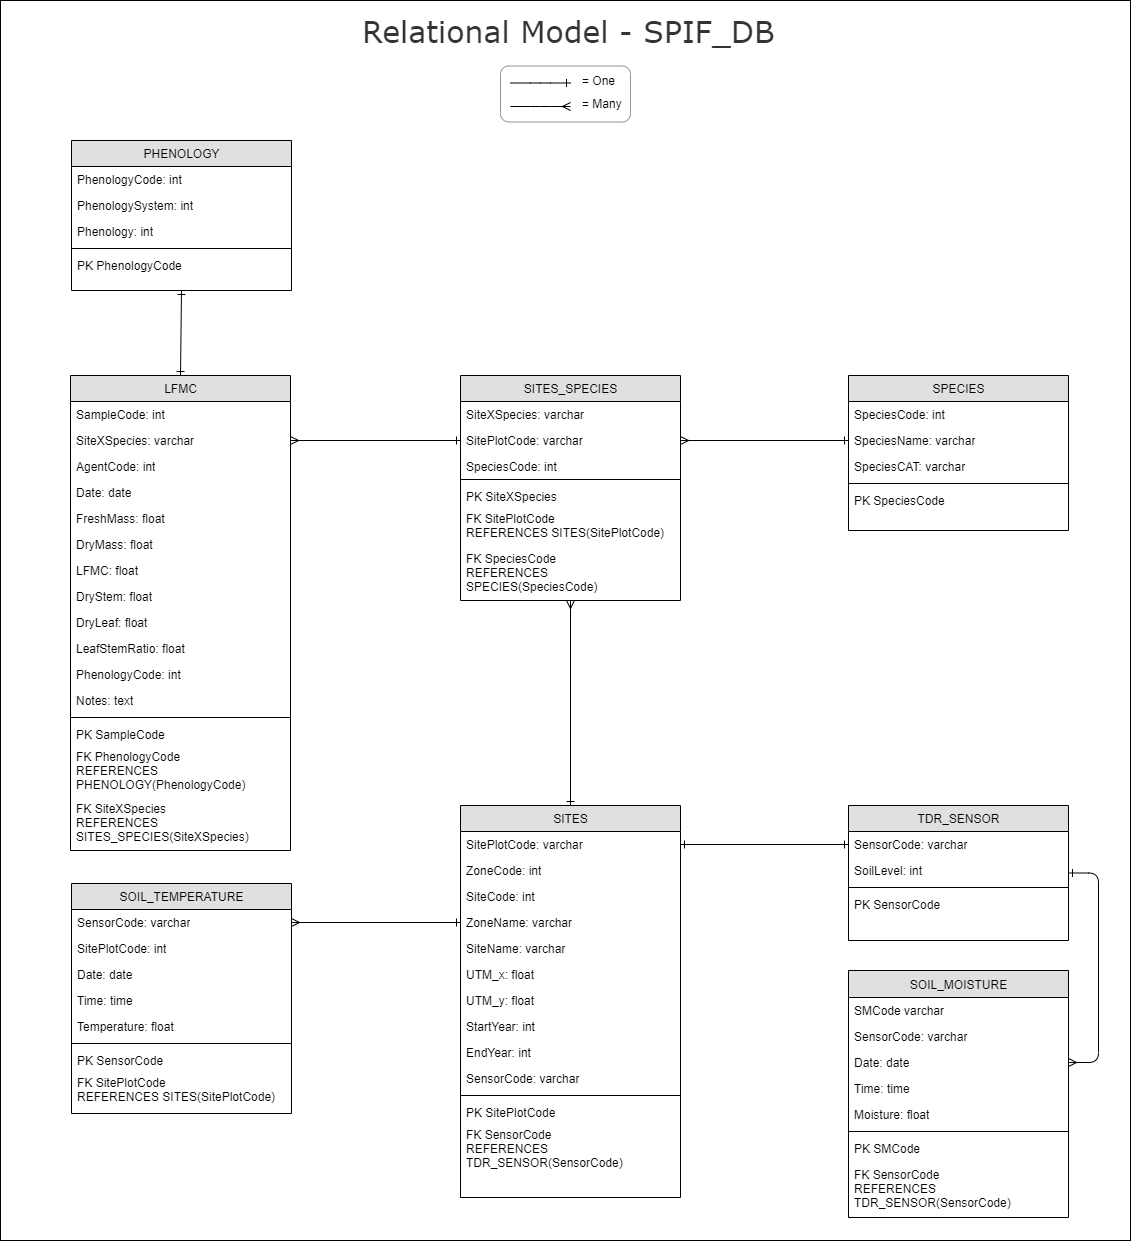 Relational Model - SPIF_DB
= One
= Many
PHENOLOGY
PhenologyCode: int
PhenologySystem: int
Phenology: int
PK PhenologyCode
LFMC
SampleCode: int
SiteXSpecies: varchar
AgentCode: int
Date: date
FreshMass: float
DryMass: float
LFMC: float
DryStem: float
DryLeaf: float
LeafStemRatio: float
PhenologyCode: int
Notes: text
PK SampleCode
FK PhenologyCode
REFERENCES
PHENOLOGY(PhenologyCode)
FK SiteXSpecies
REFERENCES
SITES_SPECIES(SiteXSpecies)
SITES_SPECIES
SiteXSpecies: varchar
SitePlotCode: varchar
SpeciesCode: int
PK SiteXSpecies
FK SitePlotCode
REFERENCES SITES(SitePlotCode)
FK SpeciesCode
REFERENCES
SPECIES(SpeciesCode)
SPECIES
SpeciesCode: int
SpeciesName: varchar
SpeciesCAT: varchar
PK SpeciesCode
SOIL_TEMPERATURE
SensorCode: varchar
SitePlotCode: int
Date: date
Time: time
Temperature: float
PK SensorCode
FK SitePlotCode
REFERENCES SITES(SitePlotCode)
SITES
SitePlotCode: varchar
ZoneCode: int
SiteCode: int
ZoneName: varchar
SiteName: varchar
UTM_x: float
UTM_y: float
StartYear: int
EndYear: int
SensorCode: varchar
PK SitePlotCode
FK SensorCode
REFERENCES
TDR_SENSOR(SensorCode)
TDR_SENSOR
SensorCode: varchar
SoilLevel: int
PK SensorCode
SOIL_MOISTURE
SMCode varchar
SensorCode: varchar
Date: date
Time: time
Moisture: float
PK SMCode
FK SensorCode
REFERENCES
TDR_SENSOR(SensorCode)